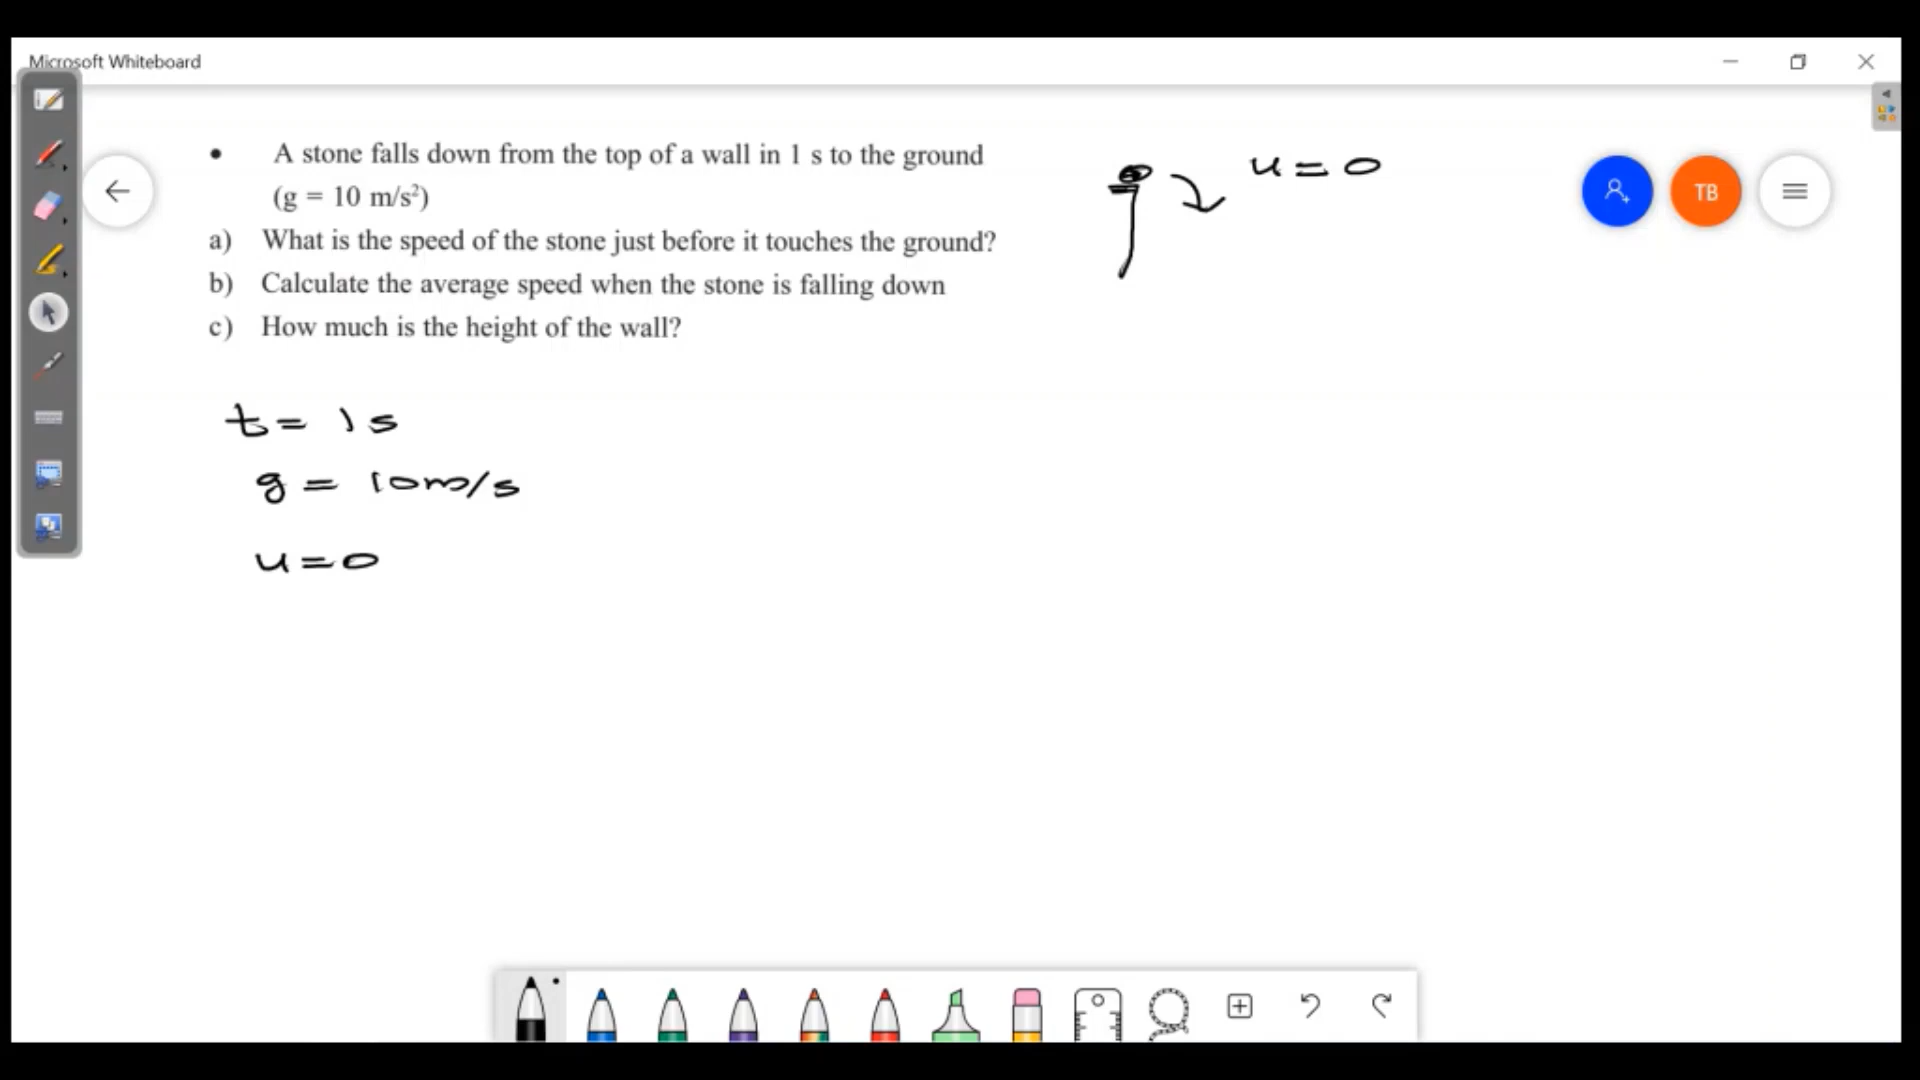 Microsoft Whiteboard
• A stone falls down from the top of a wall in 1 s to the ground
(g = 10 m/s²)
a) What is the speed of the stone just before it touches the ground?
b) Calculate the average speed when the stone is falling down
c) How much is the height of the wall?
u = 0
TB
t = 1 s
g = 10m/s
u = 0